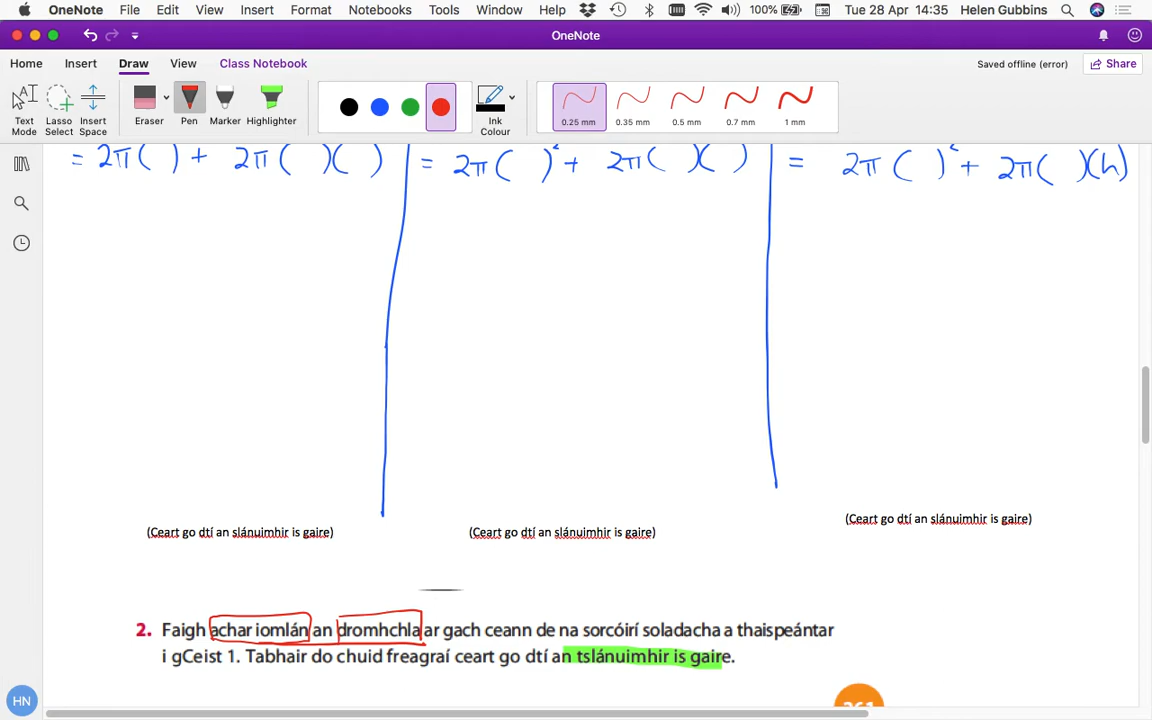 OneNote File Edit View Insert Format Notebooks Tools Window Help 100% Tue 28 Apr 14:35 Helen Gubbins
OneNote
Home Insert Draw View Class Notebook Saved offline (error) Share
Text Mode Lasso Select Insert Space Eraser Pen Marker Highlighter 0.25 mm 0.35 mm 0.5 mm 0.7 mm 1 mm Ink Colour
= 2π( ) + 2π( )( ) = 2π( )² + 2π( )( ) = 2π( )² + 2π( )(h)
(Ceart go dtí an slánuimhir is gaire) (Ceart go dtí an slánuimhir is gaire) (Ceart go dtí an slánuimhir is gaire)
2. Faigh achar iomlán an dromhchla ar gach ceann de na sorcóirí soladacha a thaispeántar
i gCeist 1. Tabhair do chuid freagraí ceart go dtí an tslánuimhir is gaire.
HN